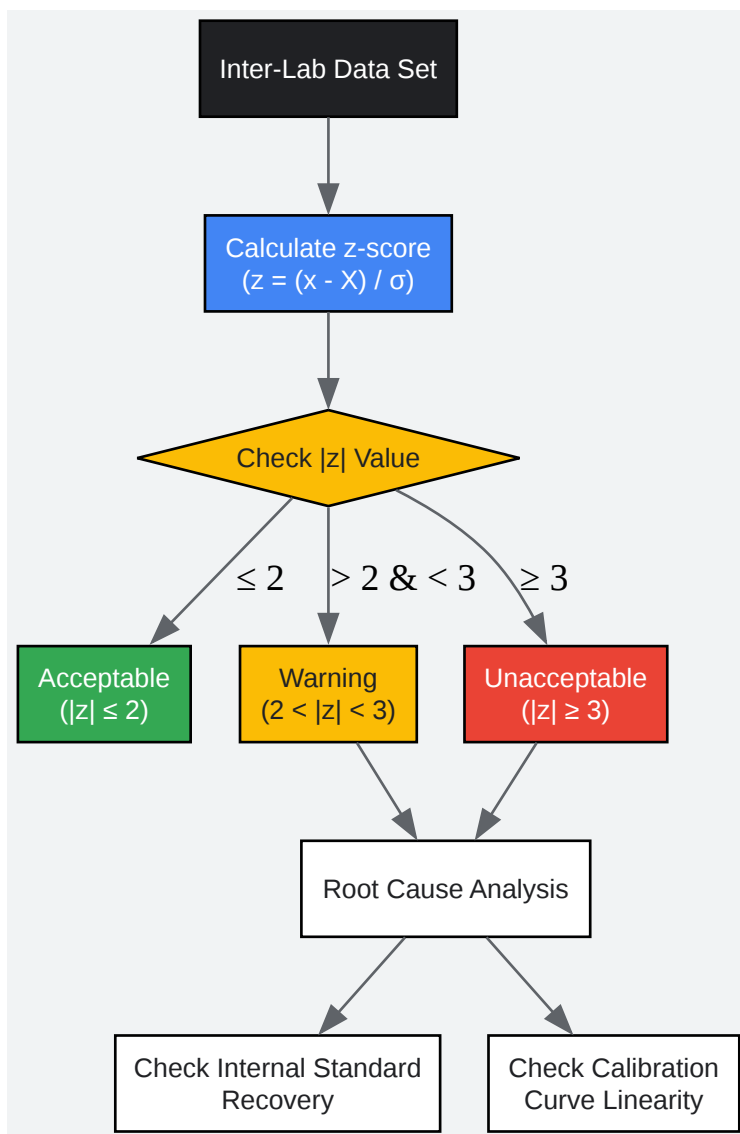 Inter-Lab Data Set
Calculate z-score
(z = (x - X) / σ)
Check |z| Value
≤ 2
> 2 & < 3
≥ 3
Acceptable
(|z| ≤ 2)
Warning
(2 < |z| < 3)
Unacceptable
(|z| ≥ 3)
Root Cause Analysis
Check Internal Standard
Recovery
Check Calibration
Curve Linearity